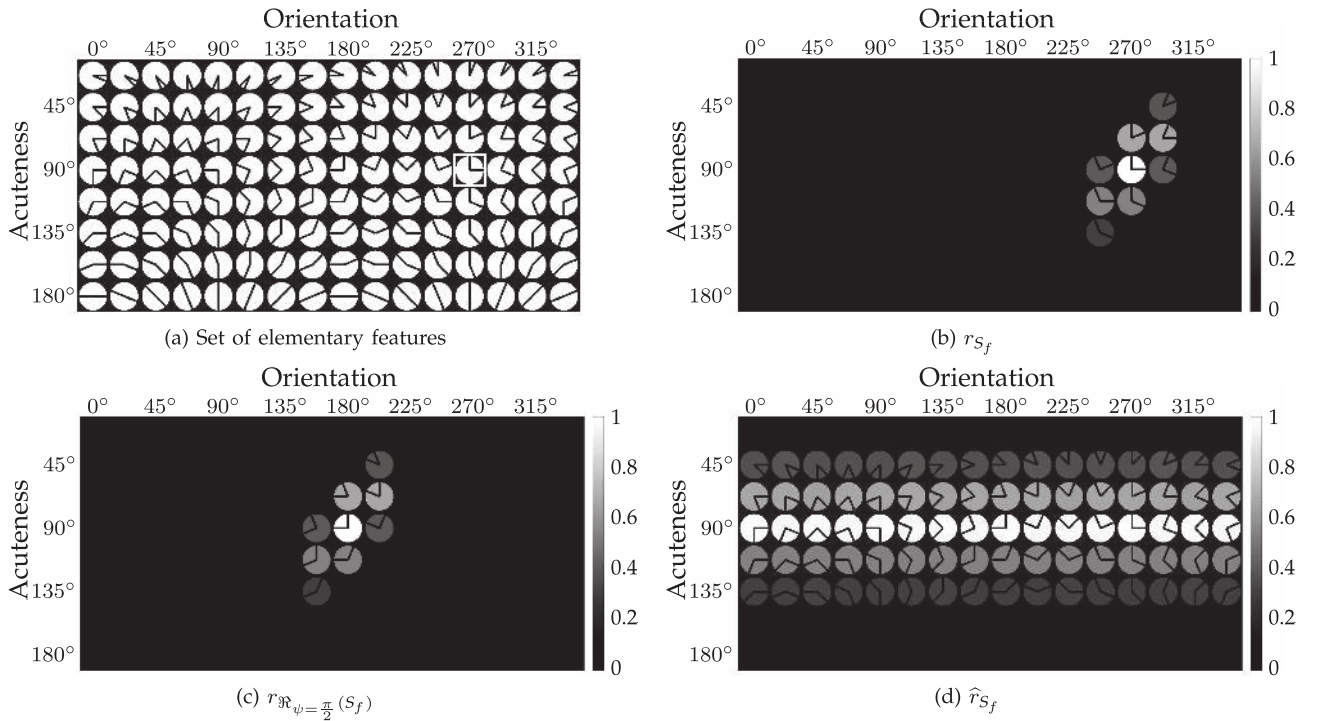 Orientation
0° 45° 90° 135° 180° 225° 270° 315°
Acuteness
45°
90°
135°
180°
(a) Set of elementary features
Orientation
0° 45° 90° 135° 180° 225° 270° 315°
Acuteness
45°
90°
135°
180°
1
0.8
0.6
0.4
0.2
0
(b) r_{S_f}
Orientation
0° 45° 90° 135° 180° 225° 270° 315°
Acuteness
45°
90°
135°
180°
1
0.8
0.6
0.4
0.2
0
(c) r_{ℜ_{ψ=\frac{π}{2}}(S_f)}
Orientation
0° 45° 90° 135° 180° 225° 270° 315°
Acuteness
45°
90°
135°
180°
1
0.8
0.6
0.4
0.2
0
(d) \widehat{r}_{S_f}